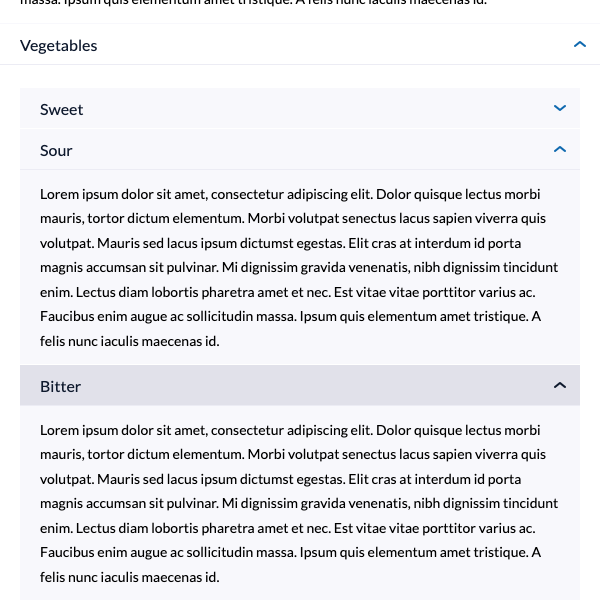 massa. Ipsum quis elementum amet tristique. A felis nunc iaculis maecenas id.
Vegetables
Sweet
Sour
Lorem ipsum dolor sit amet, consectetur adipiscing elit. Dolor quisque lectus morbi
mauris, tortor dictum elementum. Morbi volutpat senectus lacus sapien viverra quis
volutpat. Mauris sed lacus ipsum dictumst egestas. Elit cras at interdum id porta
magnis accumsan sit pulvinar. Mi dignissim gravida venenatis, nibh dignissim tincidunt
enim. Lectus diam lobortis pharetra amet et nec. Est vitae vitae porttitor varius ac.
Faucibus enim augue ac sollicitudin massa. Ipsum quis elementum amet tristique. A
felis nunc iaculis maecenas id.
Bitter
Lorem ipsum dolor sit amet, consectetur adipiscing elit. Dolor quisque lectus morbi
mauris, tortor dictum elementum. Morbi volutpat senectus lacus sapien viverra quis
volutpat. Mauris sed lacus ipsum dictumst egestas. Elit cras at interdum id porta
magnis accumsan sit pulvinar. Mi dignissim gravida venenatis, nibh dignissim tincidunt
enim. Lectus diam lobortis pharetra amet et nec. Est vitae vitae porttitor varius ac.
Faucibus enim augue ac sollicitudin massa. Ipsum quis elementum amet tristique. A
felis nunc iaculis maecenas id.